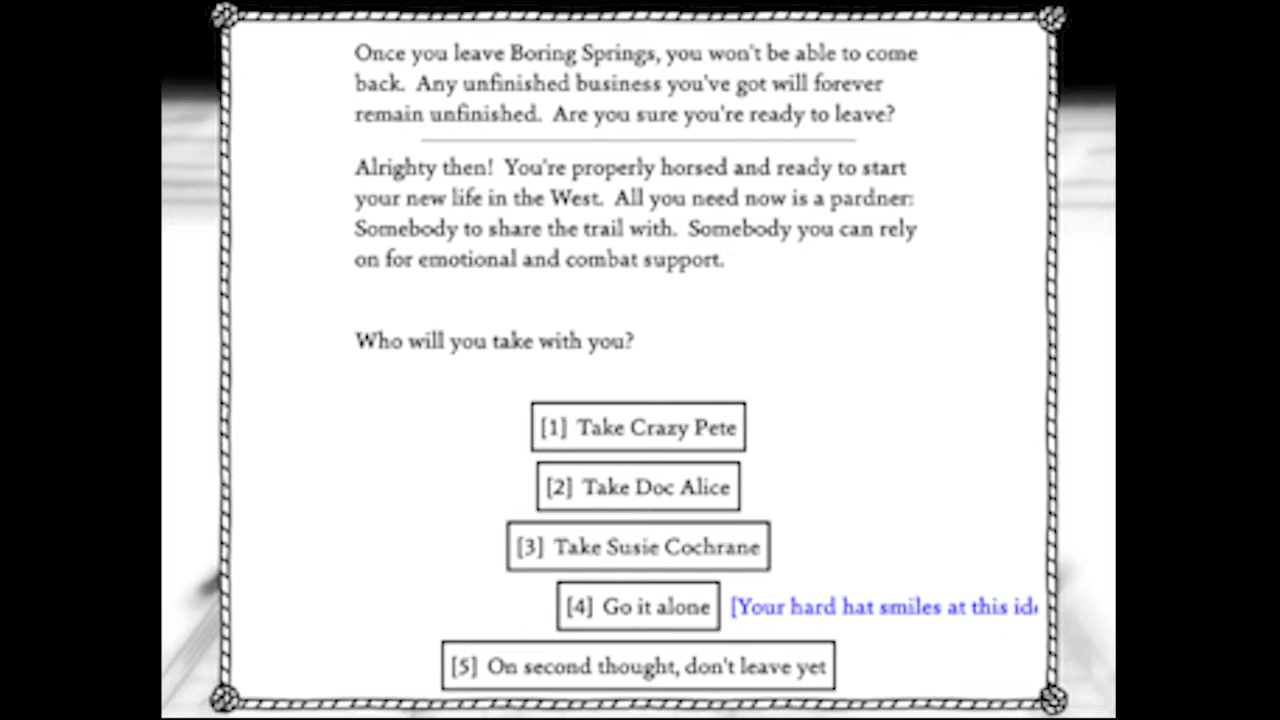 Once you leave Boring Springs, you won't be able to come
back. Any unfinished business you've got will forever
remain unfinished. Are you sure you're ready to leave?
Alrighty then! You're properly horsed and ready to start
your new life in the West. All you need now is a pardner:
Somebody to share the trail with. Somebody you can rely
on for emotional and combat support.
Who will you take with you?
[1] Take Crazy Pete
[2] Take Doc Alice
[3] Take Susie Cochrane
[4] Go it alone [Your hard hat smiles at this
[5] On second thought, don't leave yet